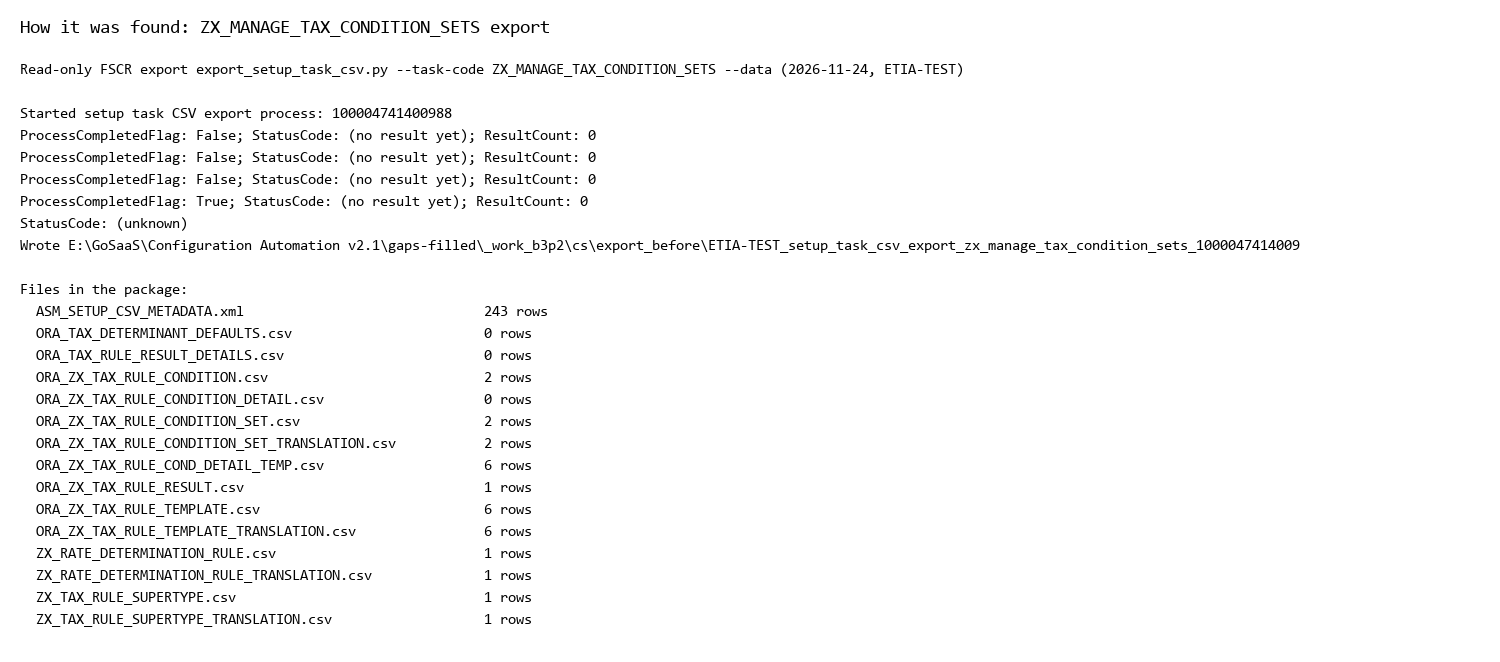 How it was found: ZX_MANAGE_TAX_CONDITION_SETS export
Read-only FSCR export export_setup_task_csv.py --task-code ZX_MANAGE_TAX_CONDITION_SETS --data (2026-11-24, ETIA-TEST)
Started setup task CSV export process: 100004741400988
ProcessCompletedFlag: False; StatusCode: (no result yet); ResultCount: 0
ProcessCompletedFlag: False; StatusCode: (no result yet); ResultCount: 0
ProcessCompletedFlag: False; StatusCode: (no result yet); ResultCount: 0
ProcessCompletedFlag: True; StatusCode: (no result yet); ResultCount: 0
StatusCode: (unknown)
Wrote E:\GoSaaS\Configuration Automation v2.1\gaps-filled\_work_b3p2\cs\export_before\ETIA-TEST_setup_task_csv_export_zx_manage_tax_condition_sets_1000047414009
Files in the package:
ASM_SETUP_CSV_METADATA.xml 243 rows
ORA_TAX_DETERMINANT_DEFAULTS.csv 0 rows
ORA_TAX_RULE_RESULT_DETAILS.csv 0 rows
ORA_ZX_TAX_RULE_CONDITION.csv 2 rows
ORA_ZX_TAX_RULE_CONDITION_DETAIL.csv 0 rows
ORA_ZX_TAX_RULE_CONDITION_SET.csv 2 rows
ORA_ZX_TAX_RULE_CONDITION_SET_TRANSLATION.csv 2 rows
ORA_ZX_TAX_RULE_COND_DETAIL_TEMP.csv 6 rows
ORA_ZX_TAX_RULE_RESULT.csv 1 rows
ORA_ZX_TAX_RULE_TEMPLATE.csv 6 rows
ORA_ZX_TAX_RULE_TEMPLATE_TRANSLATION.csv 6 rows
ZX_RATE_DETERMINATION_RULE.csv 1 rows
ZX_RATE_DETERMINATION_RULE_TRANSLATION.csv 1 rows
ZX_TAX_RULE_SUPERTYPE.csv 1 rows
ZX_TAX_RULE_SUPERTYPE_TRANSLATION.csv 1 rows